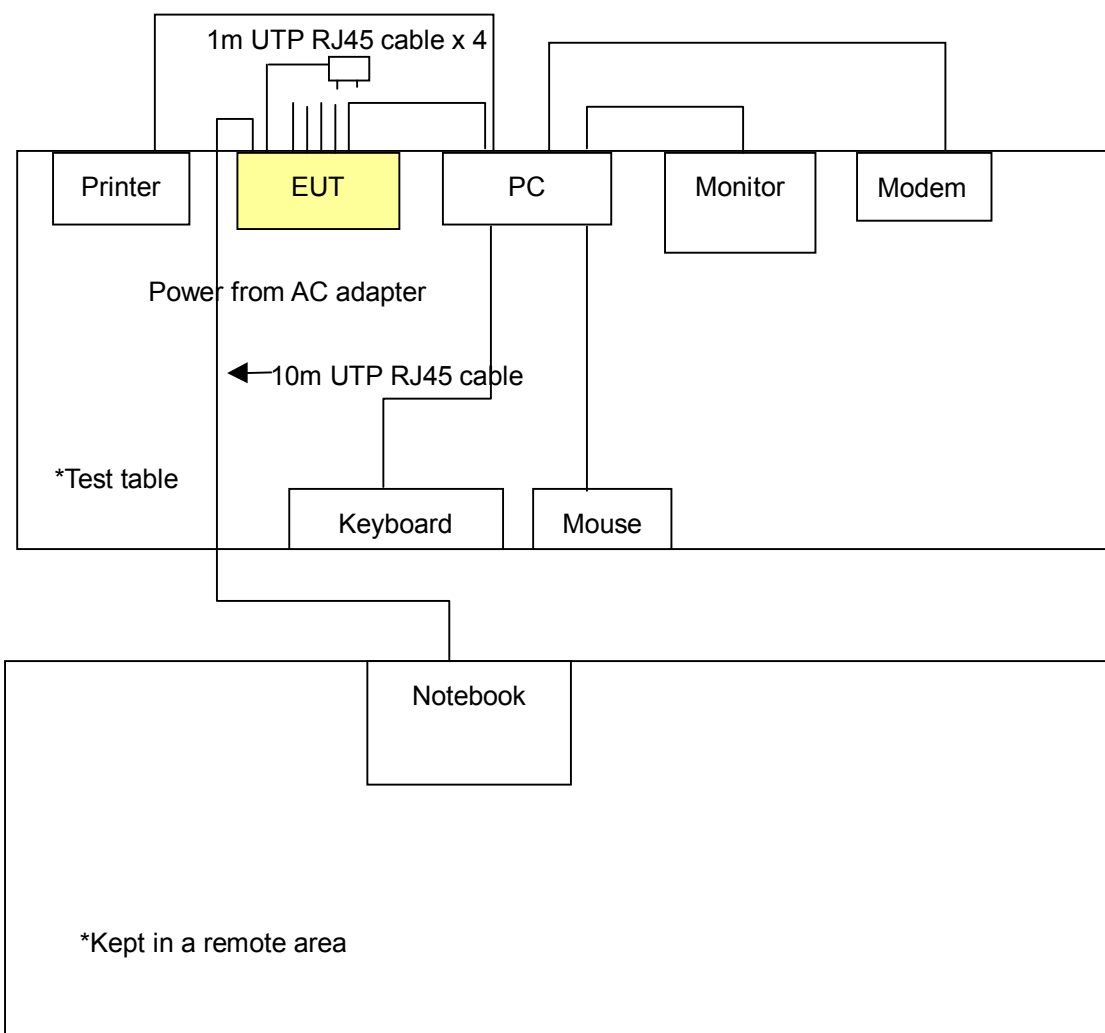 1m UTP RJ45 cable x 4
Printer
EUT
PC
Monitor
Modem
Power from AC adapter
10m UTP RJ45 cable
*Test table
Keyboard
Mouse
Notebook
*Kept in a remote area